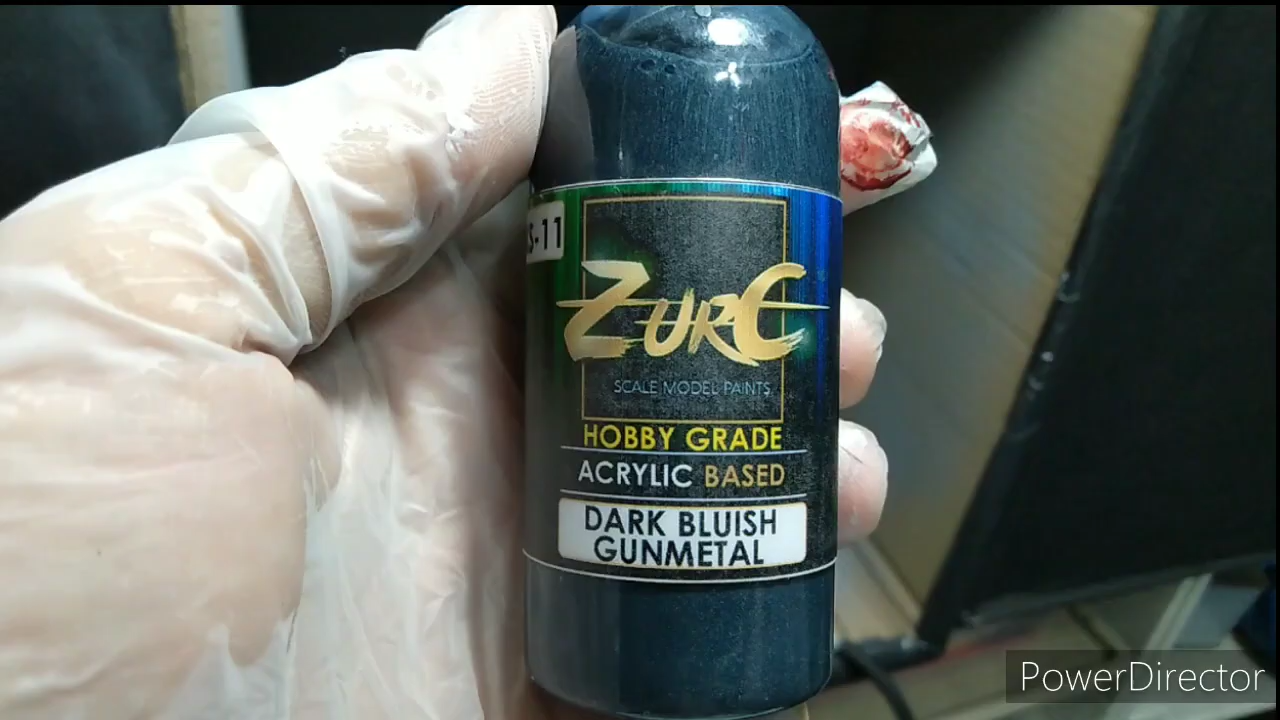 S-11
ZURC
SCALE MODEL PAINTS
HOBBY GRADE
ACRYLIC BASED
DARK BLUISH
GUNMETAL
PowerDirector